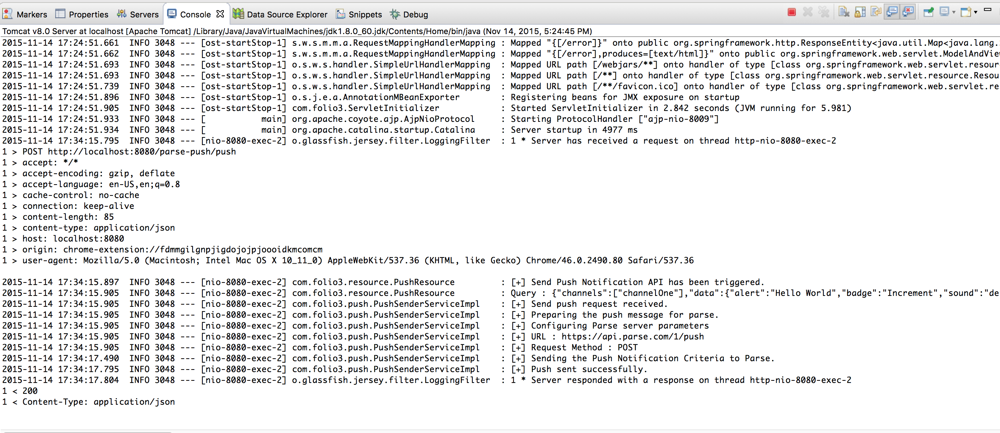 Markers Properties Servers Console Data Source Explorer Snippets Debug
Tomcat v8.0 Server at localhost [Apache Tomcat] /Library/Java/JavaVirtualMachines/jdk1.8.0_60.jdk/Contents/Home/bin/java (Nov 14, 2015, 5:24:45 PM)
2015-11-14 17:24:51.661  INFO 3048 --- [ost-startStop-1] s.w.s.m.m.a.RequestMappingHandlerMapping : Mapped "{[/error]}" onto public org.springframework.http.ResponseEntity<java.util.Map<java.lang.
2015-11-14 17:24:51.662  INFO 3048 --- [ost-startStop-1] s.w.s.m.m.a.RequestMappingHandlerMapping : Mapped "{[/error],produces=[text/html]}" onto public org.springframework.web.servlet.ModelAndVie
2015-11-14 17:24:51.693  INFO 3048 --- [ost-startStop-1] o.s.w.s.handler.SimpleUrlHandlerMapping  : Mapped URL path [/webjars/**] onto handler of type [class org.springframework.web.servlet.resour
2015-11-14 17:24:51.693  INFO 3048 --- [ost-startStop-1] o.s.w.s.handler.SimpleUrlHandlerMapping  : Mapped URL path [/**] onto handler of type [class org.springframework.web.servlet.resource.Resou
2015-11-14 17:24:51.739  INFO 3048 --- [ost-startStop-1] o.s.w.s.handler.SimpleUrlHandlerMapping  : Mapped URL path [/**/favicon.ico] onto handler of type [class org.springframework.web.servlet.re
2015-11-14 17:24:51.896  INFO 3048 --- [ost-startStop-1] o.s.j.e.a.AnnotationMBeanExporter        : Registering beans for JMX exposure on startup
2015-11-14 17:24:51.905  INFO 3048 --- [ost-startStop-1] com.folio3.ServletInitializer            : Started ServletInitializer in 2.842 seconds (JVM running for 5.981)
2015-11-14 17:24:51.933  INFO 3048 --- [           main] org.apache.coyote.ajp.AjpNioProtocol     : Starting ProtocolHandler ["ajp-nio-8009"]
2015-11-14 17:24:51.934  INFO 3048 --- [           main] org.apache.catalina.startup.Catalina     : Server startup in 4977 ms
2015-11-14 17:34:15.795  INFO 3048 --- [nio-8080-exec-2] o.glassfish.jersey.filter.LoggingFilter  : 1 * Server has received a request on thread http-nio-8080-exec-2
1 > POST http://localhost:8080/parse-push/push
1 > accept: */*
1 > accept-encoding: gzip, deflate
1 > accept-language: en-US,en;q=0.8
1 > cache-control: no-cache
1 > connection: keep-alive
1 > content-length: 85
1 > content-type: application/json
1 > host: localhost:8080
1 > origin: chrome-extension://fdmmgilgnpjigdojojpjoooidkmcomcm
1 > user-agent: Mozilla/5.0 (Macintosh; Intel Mac OS X 10_11_0) AppleWebKit/537.36 (KHTML, like Gecko) Chrome/46.0.2490.80 Safari/537.36
2015-11-14 17:34:15.897  INFO 3048 --- [nio-8080-exec-2] com.folio3.resource.PushResource         : [+] Send Push Notification API has been triggered.
2015-11-14 17:34:15.905  INFO 3048 --- [nio-8080-exec-2] com.folio3.resource.PushResource         : Query : {"channels":["channelOne"],"data":{"alert":"Hello World","badge":"Increment","sound":"de
2015-11-14 17:34:15.905  INFO 3048 --- [nio-8080-exec-2] com.folio3.push.PushSenderServiceImpl    : [+] Send push request received.
2015-11-14 17:34:15.905  INFO 3048 --- [nio-8080-exec-2] com.folio3.push.PushSenderServiceImpl    : [+] Preparing the push message for parse.
2015-11-14 17:34:15.905  INFO 3048 --- [nio-8080-exec-2] com.folio3.push.PushSenderServiceImpl    : [+] Configuring Parse server parameters
2015-11-14 17:34:15.905  INFO 3048 --- [nio-8080-exec-2] com.folio3.push.PushSenderServiceImpl    : [+] URL : https://api.parse.com/1/push
2015-11-14 17:34:15.905  INFO 3048 --- [nio-8080-exec-2] com.folio3.push.PushSenderServiceImpl    : [+] Request Method : POST
2015-11-14 17:34:17.490  INFO 3048 --- [nio-8080-exec-2] com.folio3.push.PushSenderServiceImpl    : [+] Sending the Push Notification Criteria to Parse.
2015-11-14 17:34:17.795  INFO 3048 --- [nio-8080-exec-2] com.folio3.push.PushSenderServiceImpl    : [+] Push sent successfully.
2015-11-14 17:34:17.804  INFO 3048 --- [nio-8080-exec-2] o.glassfish.jersey.filter.LoggingFilter  : 1 * Server responded with a response on thread http-nio-8080-exec-2
1 < 200
1 < Content-Type: application/json